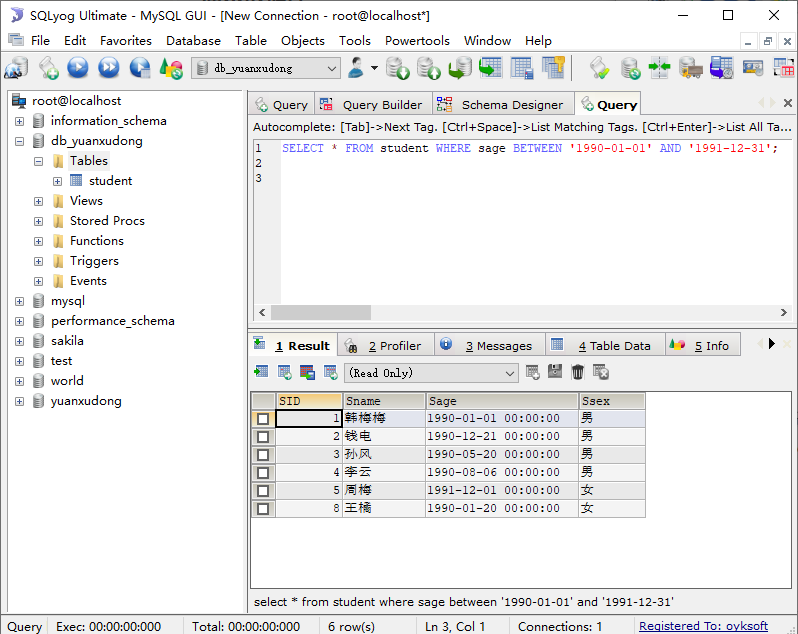 SQLyog Ultimate - MySQL GUI - [New Connection - root@localhost*]
File Edit Favorites Database Table Objects Tools Powertools Window Help
db_yuanxudong
root@localhost
information_schema
db_yuanxudong
Tables
student
Views
Stored Procs
Functions
Triggers
Events
mysql
performance_schema
sakila
test
world
yuanxudong
Query Query Builder Schema Designer Query
Autocomplete: [Tab]->Next Tag. [Ctrl+Space]->List Matching Tags. [Ctrl+Enter]->List All Ta...
1 SELECT * FROM student WHERE sage BETWEEN '1990-01-01' AND '1991-12-31';
2
3
1 Result 2 Profiler 3 Messages 4 Table Data 5 Info
(Read Only)
SID Sname Sage Ssex
1 韩梅梅 1990-01-01 00:00:00 男
2 钱电 1990-12-21 00:00:00 男
3 孙风 1990-05-20 00:00:00 男
4 李云 1990-08-06 00:00:00 男
5 周梅 1991-12-01 00:00:00 女
8 王橘 1990-01-20 00:00:00 女
select * from student where sage between '1990-01-01' and '1991-12-31'
Query Exec: 00:00:00:000 Total: 00:00:00:000 6 row(s) Ln 3, Col 1 Connections: 1 Registered To: oyksoft